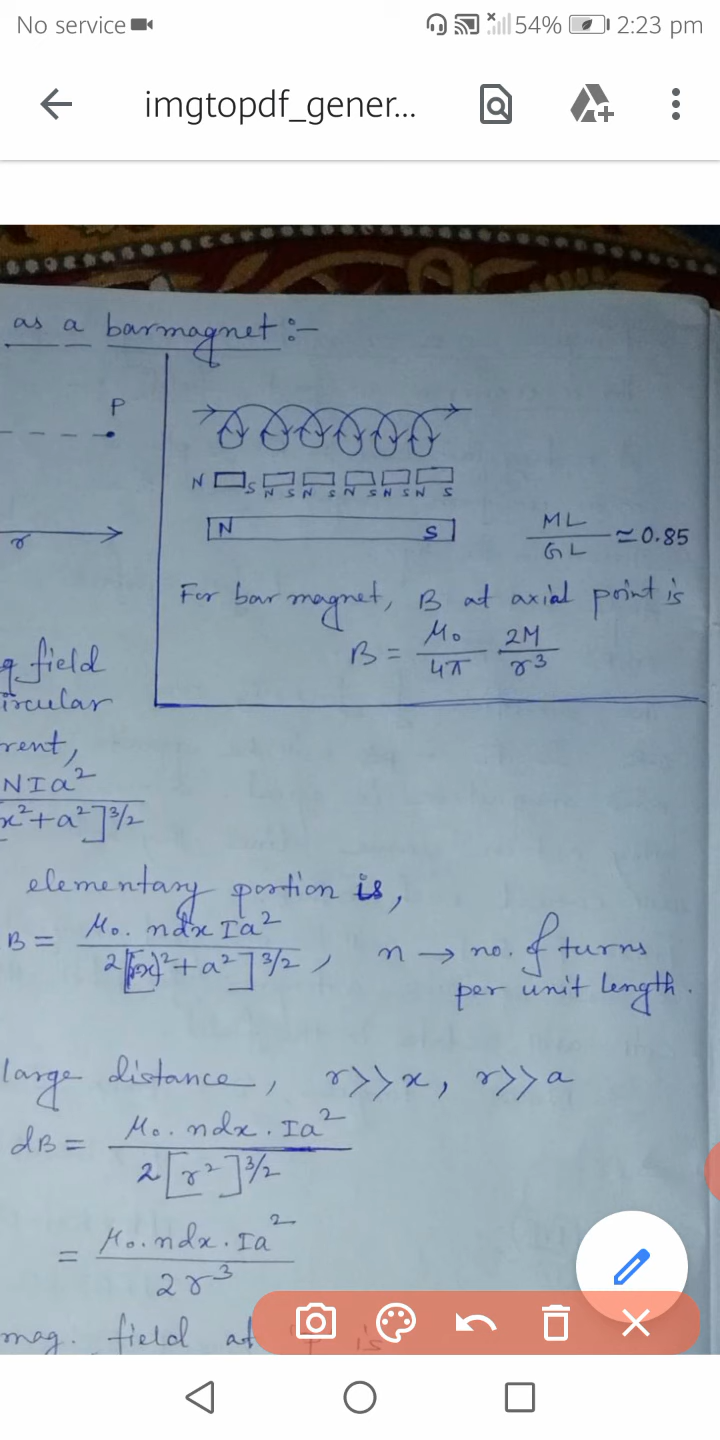 No service
54% 2:23 pm
imgtopdf_gener...
as a barmagnet :-
P
N S N S N S N S N S N S
N S
r
ML/GL ≃ 0.85
For bar magnet, B at axial point is
B = μ₀/4π 2M/r³
g field
ircular
rent,
NIa²
x²+a²]^3/2
elementary portion is,
B = μ₀. ndx Ia² / 2[(r-x)²+a²]^3/2 , n → no. of turns
per unit length.
large distance, r>>x, r>>a
dB = μ₀. ndx. Ia² / 2[r²]^3/2
= μ₀. ndx. Ia² / 2r³
mag. field at is